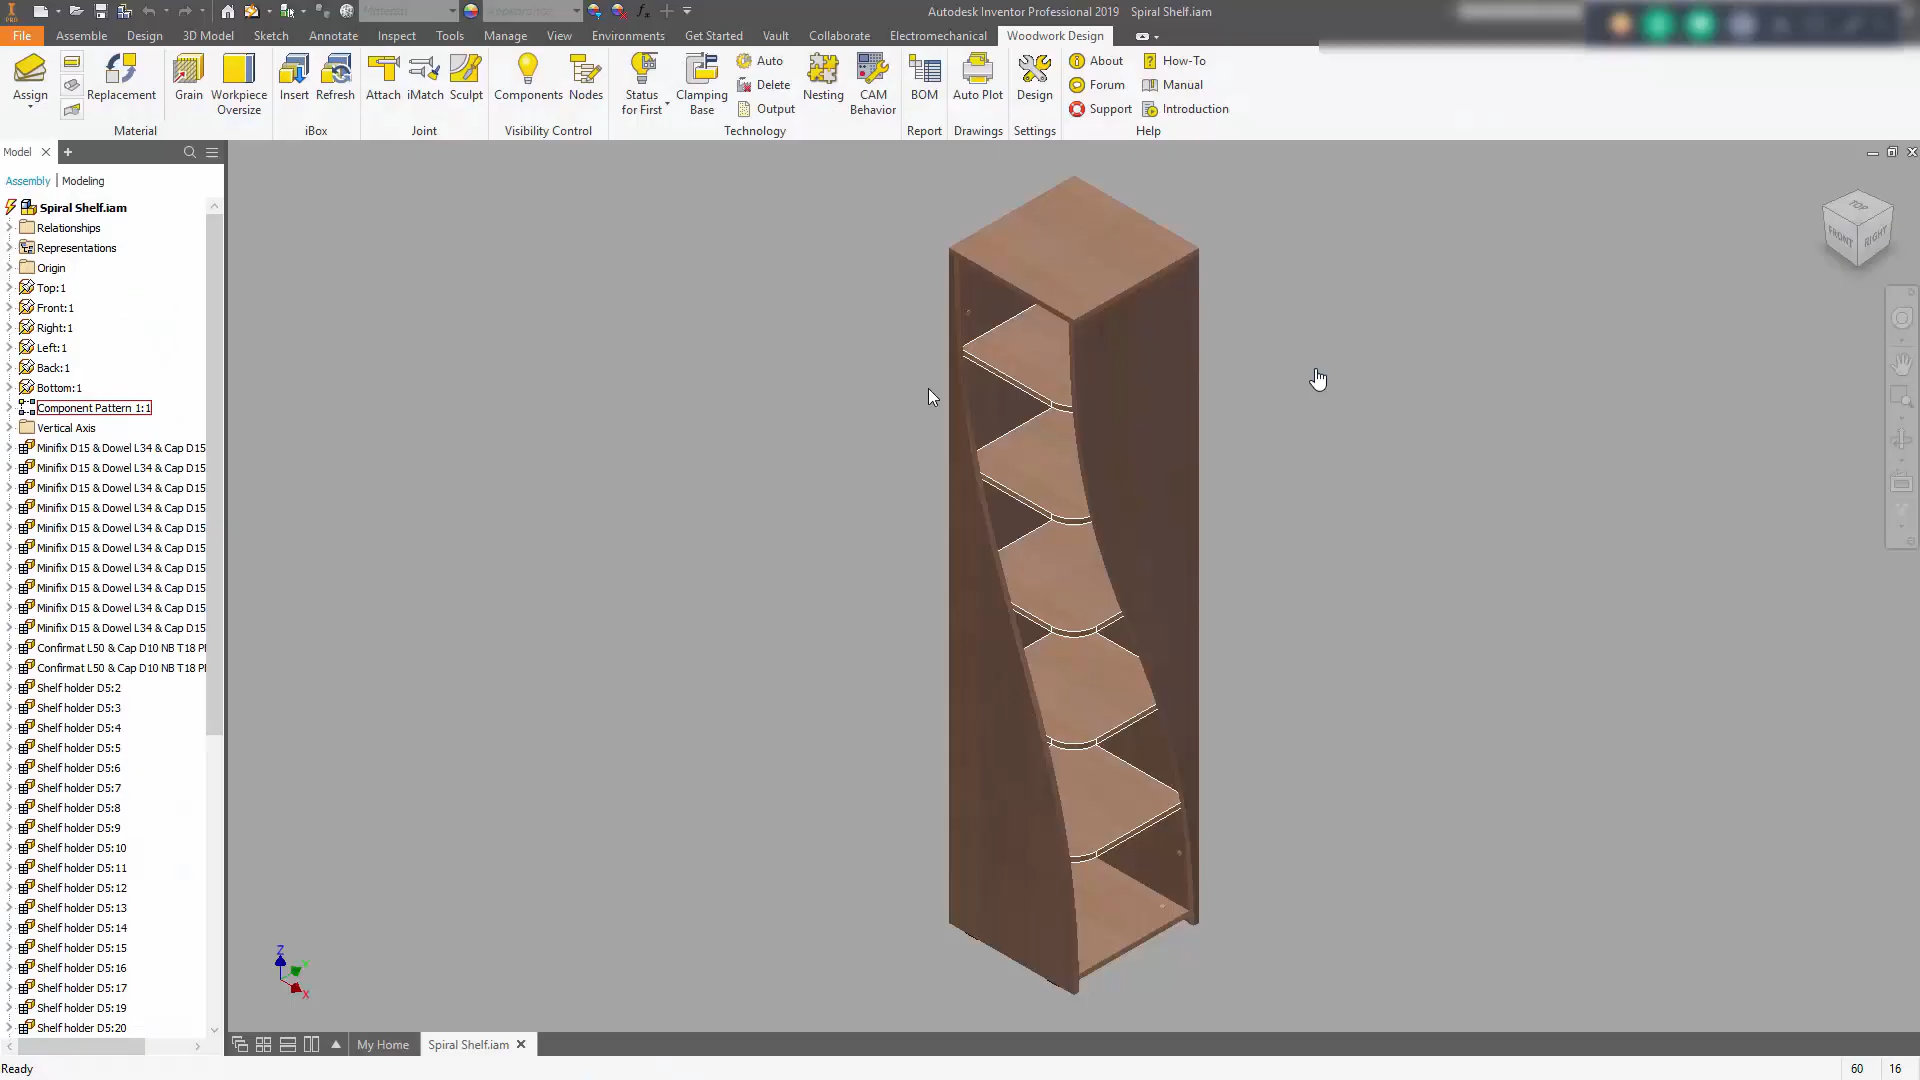 Autodesk Inventor Professional 2019 Spiral Shelf.iam
File Assemble Design 3D Model Sketch Annotate Inspect Tools Manage View Environments Get Started Vault Collaborate Electromechanical Woodwork Design
Assign Replacement Grain Workpiece Oversize Insert Refresh Attach iMatch Sculpt Components Nodes Status for First Clamping Base Auto Delete Output Nesting CAM Behavior BOM Auto Plot Design About Forum Support How-To Manual Introduction
Material iBox Joint Visibility Control Technology Report Drawings Settings Help
Model
Assembly Modeling
Spiral Shelf.iam
Relationships
Representations
Origin
Top:1
Front:1
Right:1
Left:1
Back:1
Bottom:1
Component Pattern 1:1
Vertical Axis
Minifix D15 & Dowel L34 & Cap D15
Minifix D15 & Dowel L34 & Cap D15
Minifix D15 & Dowel L34 & Cap D15
Minifix D15 & Dowel L34 & Cap D15
Minifix D15 & Dowel L34 & Cap D15
Minifix D15 & Dowel L34 & Cap D15
Minifix D15 & Dowel L34 & Cap D15
Minifix D15 & Dowel L34 & Cap D15
Minifix D15 & Dowel L34 & Cap D15
Minifix D15 & Dowel L34 & Cap D15
Confirmat L50 & Cap D10 NB T18
Confirmat L50 & Cap D10 NB T18
Shelf holder D5:2
Shelf holder D5:3
Shelf holder D5:4
Shelf holder D5:5
Shelf holder D5:6
Shelf holder D5:7
Shelf holder D5:8
Shelf holder D5:9
Shelf holder D5:10
Shelf holder D5:11
Shelf holder D5:12
Shelf holder D5:13
Shelf holder D5:14
Shelf holder D5:15
Shelf holder D5:16
Shelf holder D5:17
Shelf holder D5:19
Shelf holder D5:20
TOP
FRONT RIGHT
Z
Y
X
My Home Spiral Shelf.iam
Ready 60 16